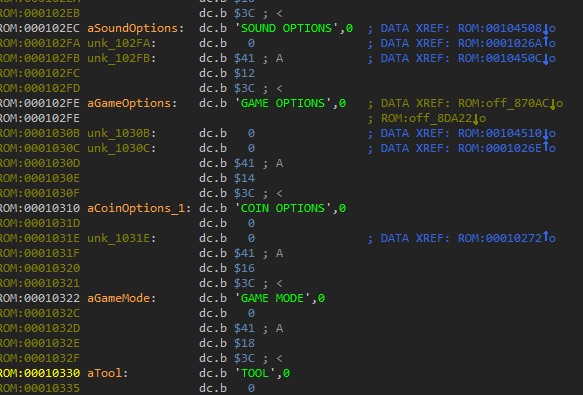 ROM:000102EB dc.b $3C ; <
ROM:000102EC aSoundOptions: dc.b 'SOUND OPTIONS',0 ; DATA XREF: ROM:00104508↓o
ROM:000102FA unk_102FA: dc.b 0 ; DATA XREF: ROM:0001026A↑o
ROM:000102FB unk_102FB: dc.b $41 ; A ; DATA XREF: ROM:0010450C↓o
ROM:000102FC dc.b $12
ROM:000102FD dc.b $3C ; <
ROM:000102FE aGameOptions: dc.b 'GAME OPTIONS',0 ; DATA XREF: ROM:off_870AC↓o
ROM:000102FE ; ROM:off_8DA22↓o
ROM:0001030B unk_1030B: dc.b 0 ; DATA XREF: ROM:00104510↓o
ROM:0001030C unk_1030C: dc.b 0 ; DATA XREF: ROM:0001026E↑o
ROM:0001030D dc.b $41 ; A
ROM:0001030E dc.b $14
ROM:0001030F dc.b $3C ; <
ROM:00010310 aCoinOptions_1: dc.b 'COIN OPTIONS',0
ROM:0001031D dc.b 0
ROM:0001031E unk_1031E: dc.b 0 ; DATA XREF: ROM:00010272↑o
ROM:0001031F dc.b $41 ; A
ROM:00010320 dc.b $16
ROM:00010321 dc.b $3C ; <
ROM:00010322 aGameMode: dc.b 'GAME MODE',0
ROM:0001032C dc.b 0
ROM:0001032D dc.b $41 ; A
ROM:0001032E dc.b $18
ROM:0001032F dc.b $3C ; <
ROM:00010330 aTool: dc.b 'TOOL',0
ROM:00010335 dc.b 0